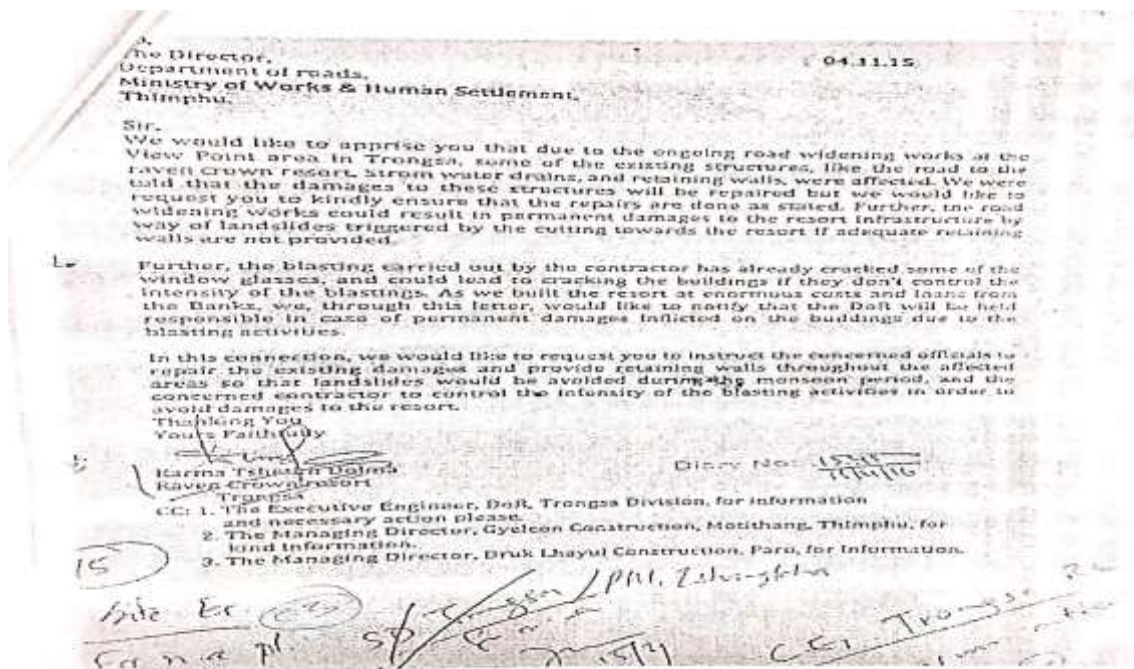 The Director,
04.11.15
Department of roads,
Ministry of Works & Human Settlement,
Thimphu.
Sir,
We would like to apprise you that due to the ongoing road widening works at the
View Point area in Trongsa, some of the existing structures, like the road to the
raven crown resort, Strom water drains, and retaining walls, were affected. We were
told that the damages to these structures will be repaired but we would like to
request you to kindly ensure that the repairs are done as stated. Further, the road
widening works could result in permanent damages to the resort infrastructure by
way of landslides triggered by the cutting towards the resort if adequate retaining
walls are not provided.
Further, the blasting carried out by the contractor has already cracked some of the
window glasses, and could lead to cracking the buildings if they don't control the
intensity of the blastings. As we built the resort at enormous costs and loans from
the Banks, we, through this letter, would like to notify that the DoR will be held
responsible in case of permanent damages inflicted on the buildings due to the
blasting activities.
In this connection, we would like to request you to instruct the concerned officials to
repair the existing damages and provide retaining walls throughout the affected
areas so that landslides would be avoided during the monsoon period, and the
concerned contractor to control the intensity of the blasting activities in order to
avoid damages to the resort.
Thanking You
Yours Faithfully
Karma Tshering Dolma
Raven Crown resort
Diary No:
Trongsa
CC: 1. The Executive Engineer, DoR, Trongsa Division, for information
and necessary action please.
2. The Managing Director, Gyelcon Construction, Motithang, Thimphu, for
kind information.
3. The Managing Director, Druk Lhayul Construction, Paro, for information.
15
CE, Trongsa